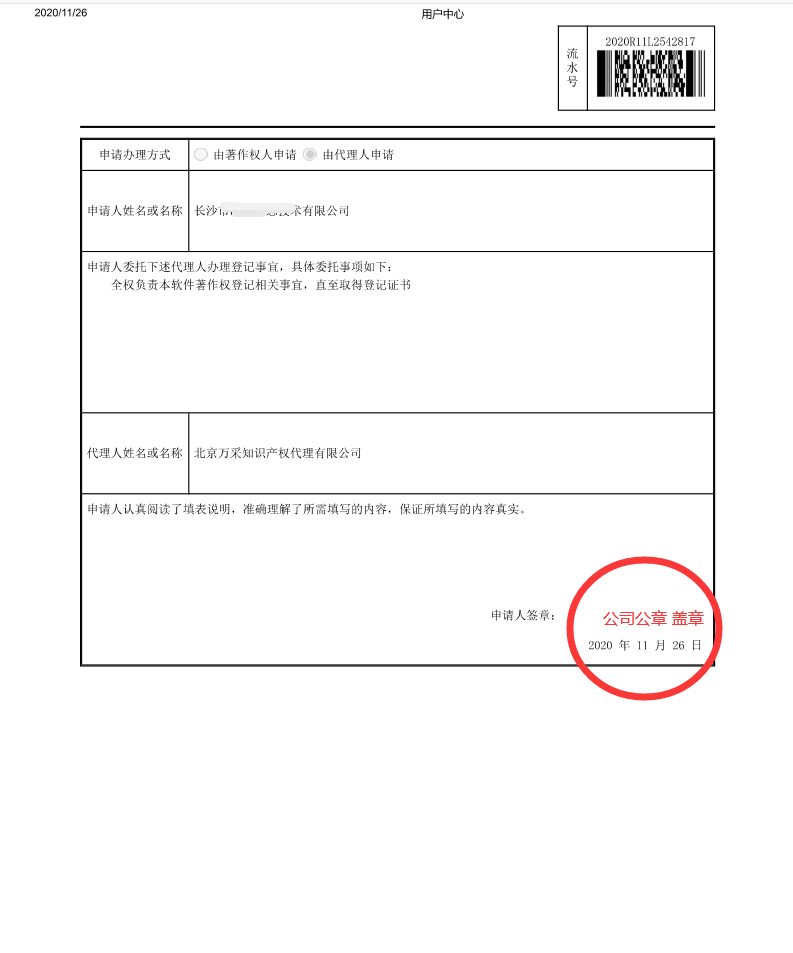 2020/11/26
用户中心
流水号
2020R11L2542817
申请办理方式
由著作权人申请 由代理人申请
申请人姓名或名称
长沙市 技术有限公司
申请人委托下述代理人办理登记事宜，具体委托事项如下：
全权负责本软件著作权登记相关事宜，直至取得登记证书
代理人姓名或名称
北京万采知识产权代理有限公司
申请人认真阅读了填表说明，准确理解了所需填写的内容，保证所填写的内容真实。
申请人签章：
公司公章 盖章
2020 年 11 月 26 日